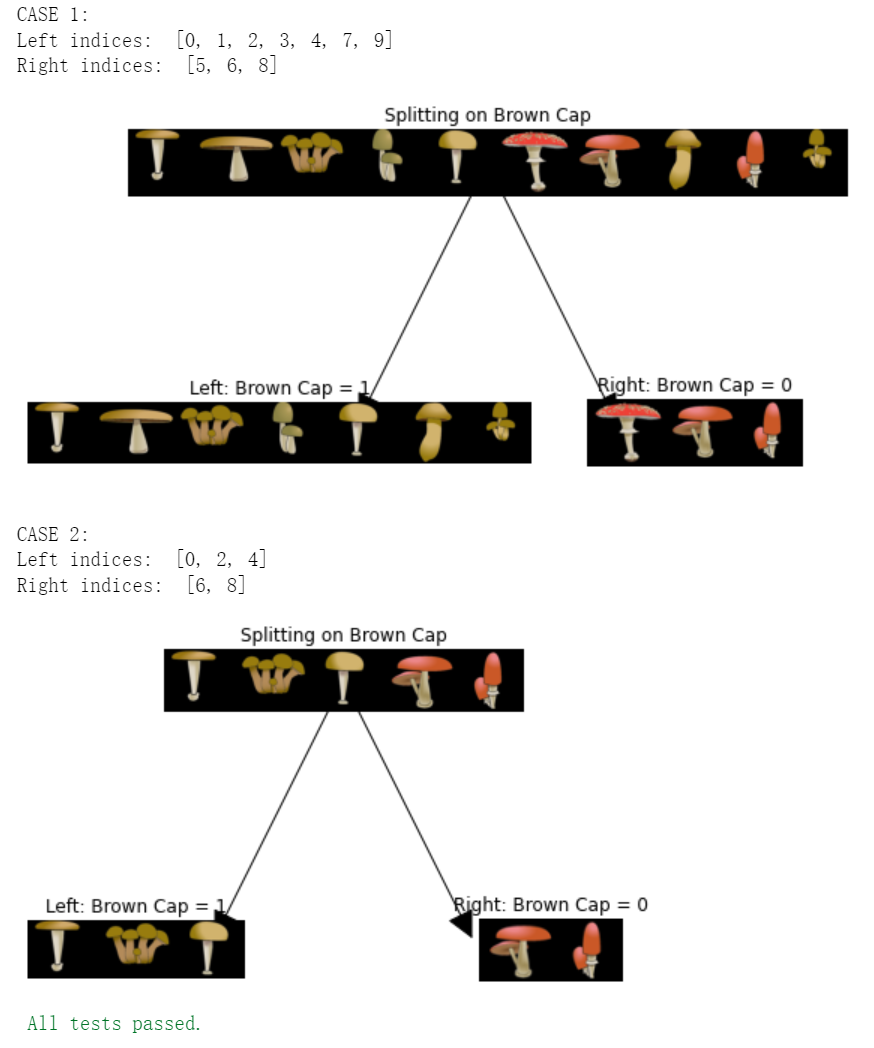 CASE 1:
Left indices:  [0, 1, 2, 3, 4, 7, 9]
Right indices:  [5, 6, 8]
Splitting on Brown Cap
Left: Brown Cap = 1
Right: Brown Cap = 0
CASE 2:
Left indices:  [0, 2, 4]
Right indices:  [6, 8]
Splitting on Brown Cap
Left: Brown Cap = 1
Right: Brown Cap = 0
All tests passed.